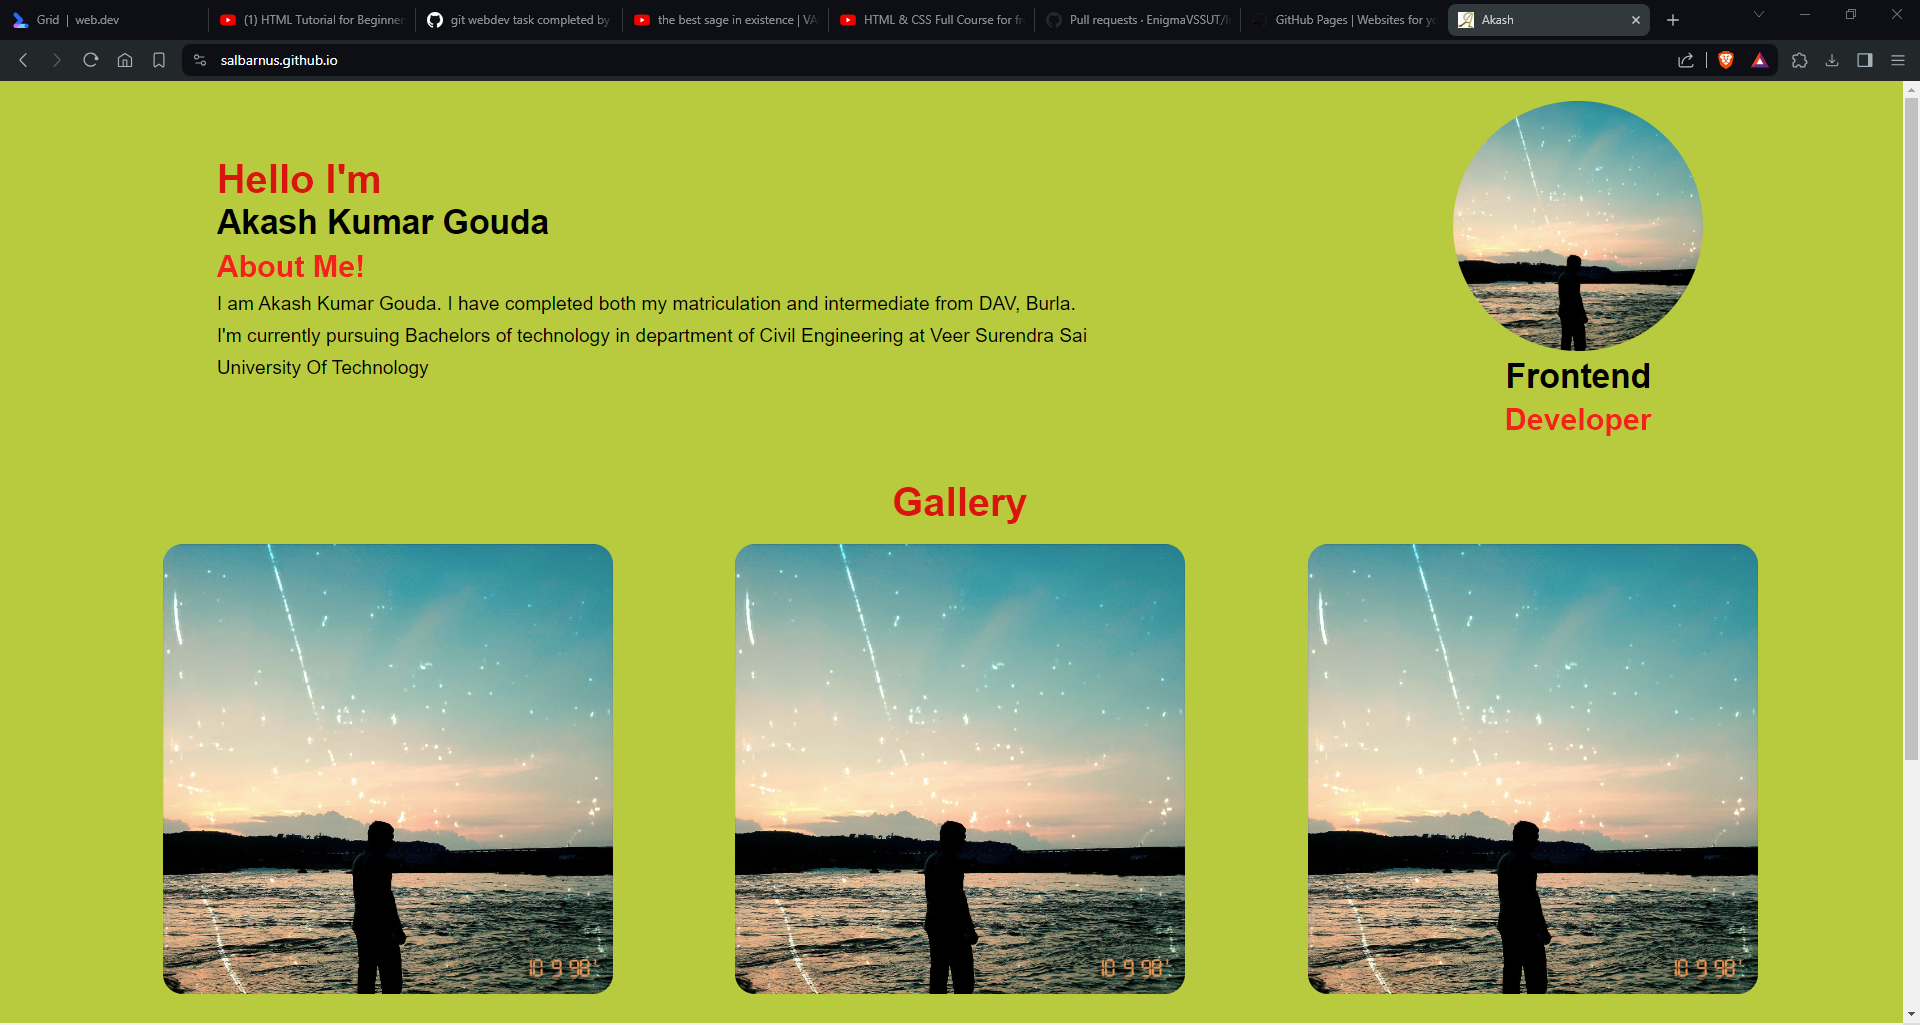 Grid | web.dev
(1) HTML Tutorial for Beginner
git webdev task completed by
the best sage in existence | VA
HTML & CSS Full Course for fr
Pull requests · EnigmaVSSUT/I
GitHub Pages | Websites for yo
Akash
salbarnus.github.io
Hello I'm
Akash Kumar Gouda
About Me!
I am Akash Kumar Gouda. I have completed both my matriculation and intermediate from DAV, Burla.
I'm currently pursuing Bachelors of technology in department of Civil Engineering at Veer Surendra Sai
University Of Technology
Frontend
Developer
Gallery
10 9 98'
10 9 98'
10 9 98'